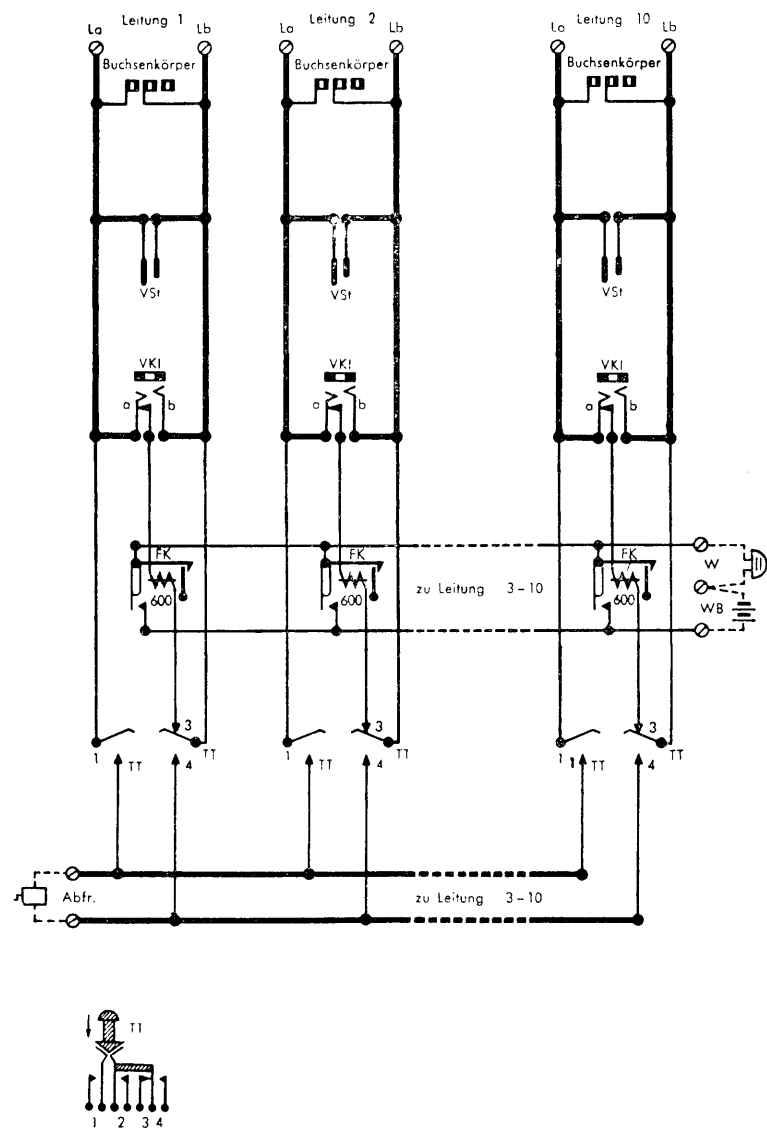 Leitung 1
Leitung 2
Leitung 10
La
Lb
La
Lb
La
Lb
Buchsenkörper
Buchsenkörper
Buchsenkörper
VSt
VSt
VSt
VKl
VKl
VKl
a
b
a
b
a
b
FK
FK
FK
W
600
600
zu Leitung 3–10
600
WB
3
3
3
1
TT
4
TT
1
TT
4
TT
1
1
TT
4
TT
Abfr.
zu Leitung 3–10
TT
1
2
3
4